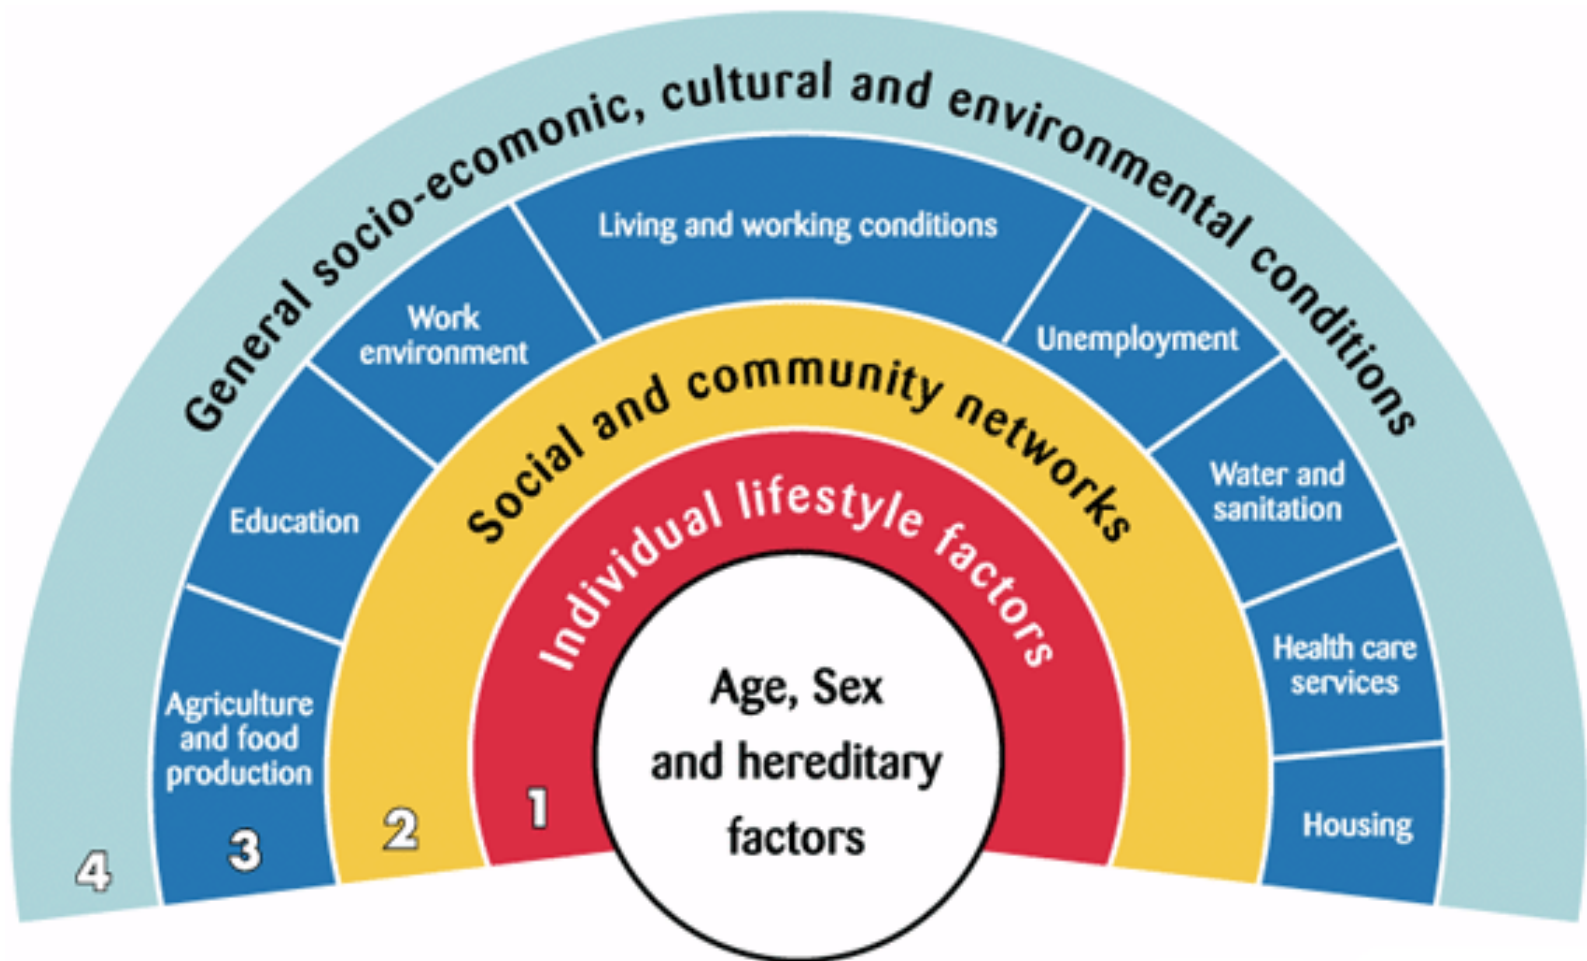 General socio-ecomonic, cultural and environmental conditions
Living and working conditions
Work
environment
Unemployment
Education
Water and
sanitation
Agriculture
and food
production
Health care
services
Housing
Social and community networks
Individual lifestyle factors
Age, Sex
and hereditary
factors
4
3
2
1